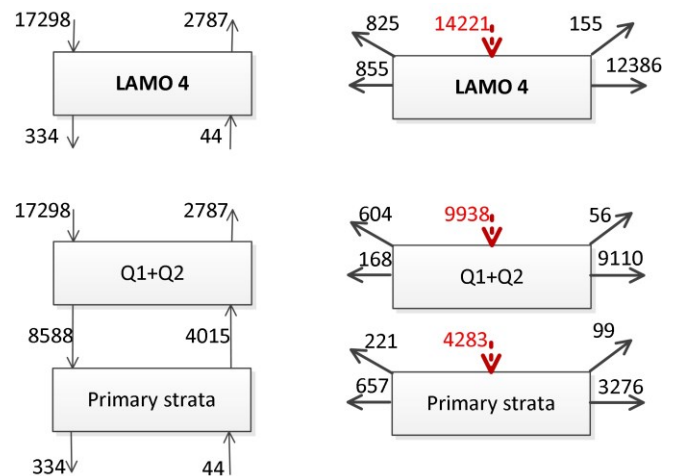 17298 2787
LAMO 4
334 44
825 14221 155
855 12386
LAMO 4
17298 2787
Q1+Q2
8588 4015
Primary strata
334 44
604 9938 56
168 9110
Q1+Q2
221 4283 99
657 3276
Primary strata